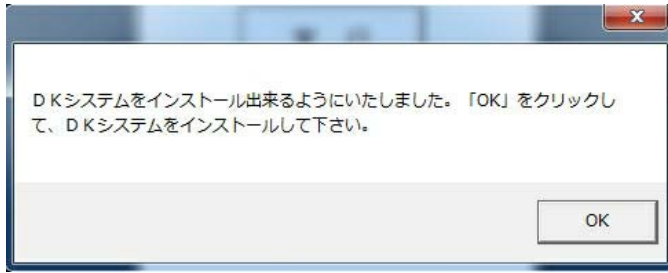 ＤＫシステムをインストール出来るようにいたしました。「OK」をクリックし
て、ＤＫシステムをインストールして下さい。
OK